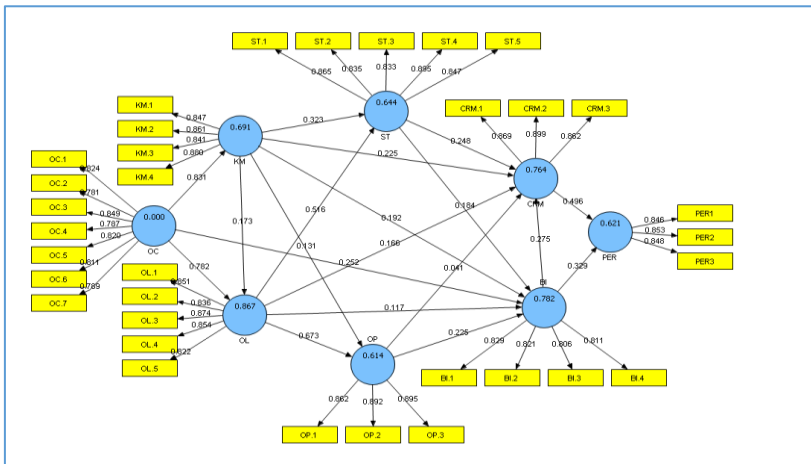 ST.1 ST.2 ST.3 ST.4 ST.5
0.865 0.835 0.833 0.895 0.847
0.644
ST
KM.1
KM.2
KM.3
KM.4
0.847
0.861
0.841
0.860
0.691
KM
0.323
0.248
0.225
CRM.1 CRM.2 CRM.3
0.869 0.899 0.862
0.764
CRM
OC.1
OC.2
OC.3
OC.4
OC.5
OC.6
OC.7
0.824
0.781
0.849
0.787
0.820
0.811
0.789
0.831
0.000
OC
0.173
0.516
0.131
0.192
0.184
0.166
0.252
0.041
0.275
0.496
0.621
PER
0.846
0.853
0.848
PER1
PER2
PER3
0.782
0.329
OL.1
OL.2
OL.3
OL.4
OL.5
0.851
0.836
0.874
0.854
0.822
0.867
OL
0.117
0.673
OP
0.614
0.225
BI
0.782
0.829 0.821 0.806 0.811
BI.1 BI.2 BI.3 BI.4
0.862 0.892 0.895
OP.1 OP.2 OP.3